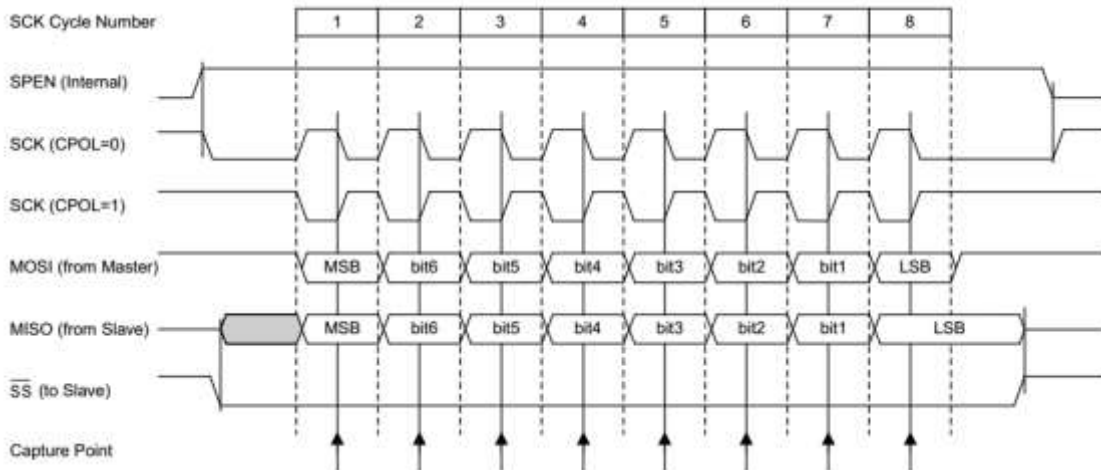 SCK Cycle Number 1 2 3 4 5 6 7 8
SPEN (Internal)
SCK (CPOL=0)
SCK (CPOL=1)
MOSI (from Master) MSB bit6 bit5 bit4 bit3 bit2 bit1 LSB
MISO (from Slave) MSB bit6 bit5 bit4 bit3 bit2 bit1 LSB
SS (to Slave)
Capture Point